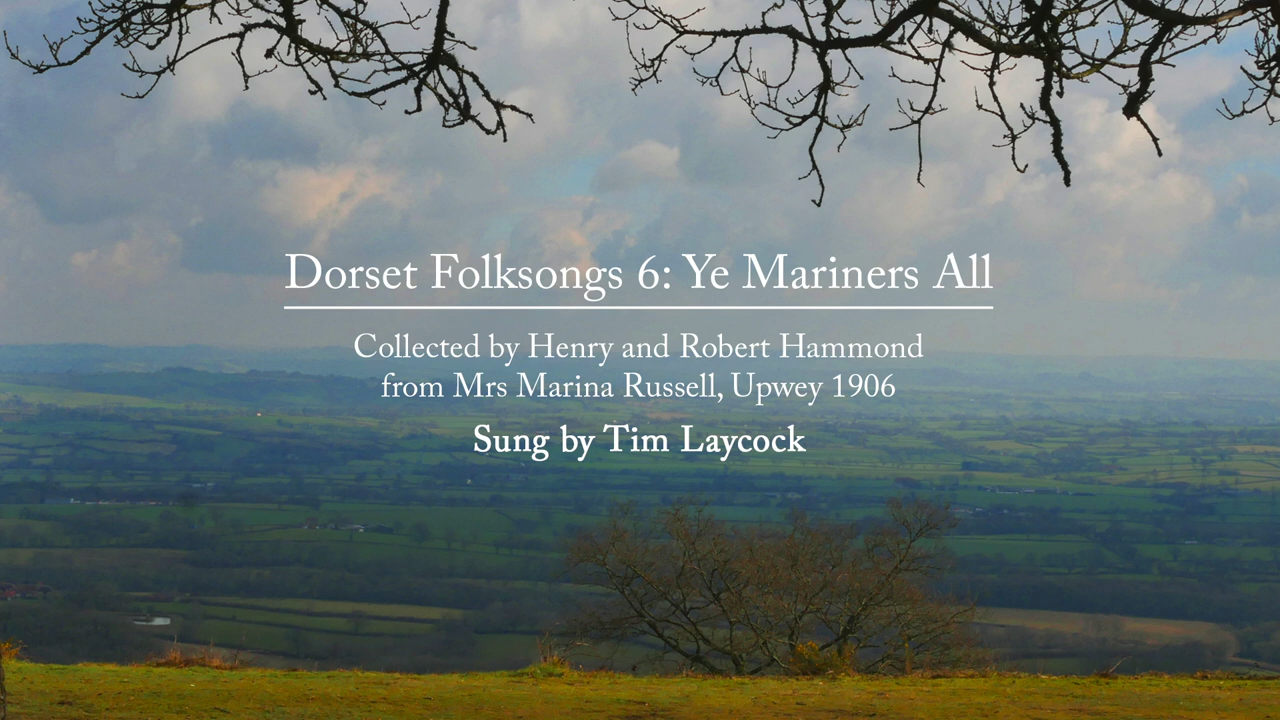 Dorset Folksongs 6: Ye Mariners All
Collected by Henry and Robert Hammond
from Mrs Marina Russell, Upwey 1906
Sung by Tim Laycock